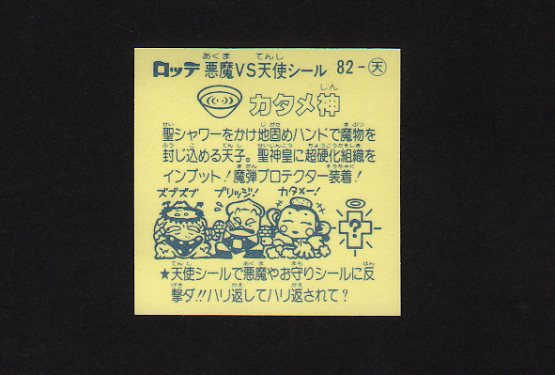 ロッテ 悪魔VS天使シール 82-天
カタメ神
聖シャワーをかけ地固めハンドで魔物を
封じ込める天子。聖神皇に超硬化組織を
インプット!魔弾プロテクター装着!
ズブズブ ブリッジ! カタメー!
?
★天使シールで悪魔やお守りシールに反
撃ダ!!ハリ返してハリ返されて?